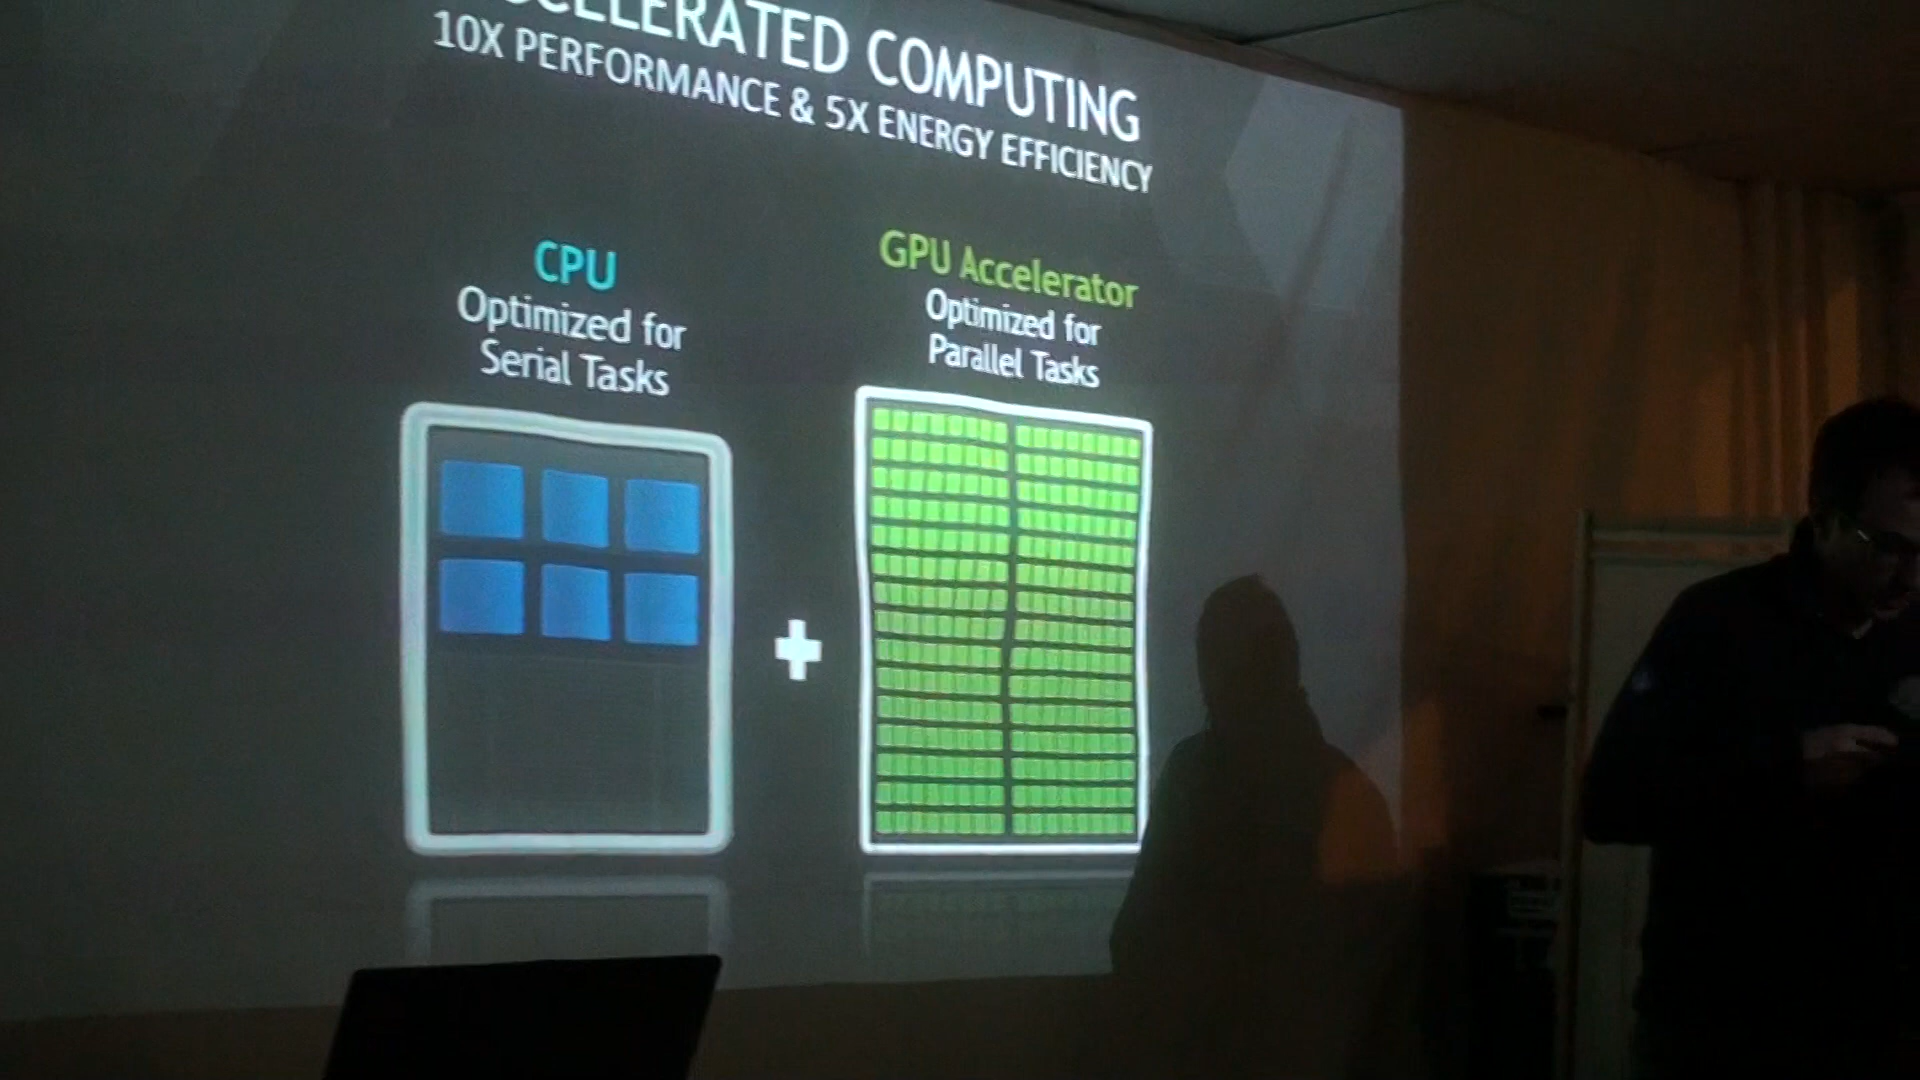 CCELERATED COMPUTING
10X PERFORMANCE & 5X ENERGY EFFICIENCY
CPU
Optimized for
Serial Tasks
GPU Accelerator
Optimized for
Parallel Tasks